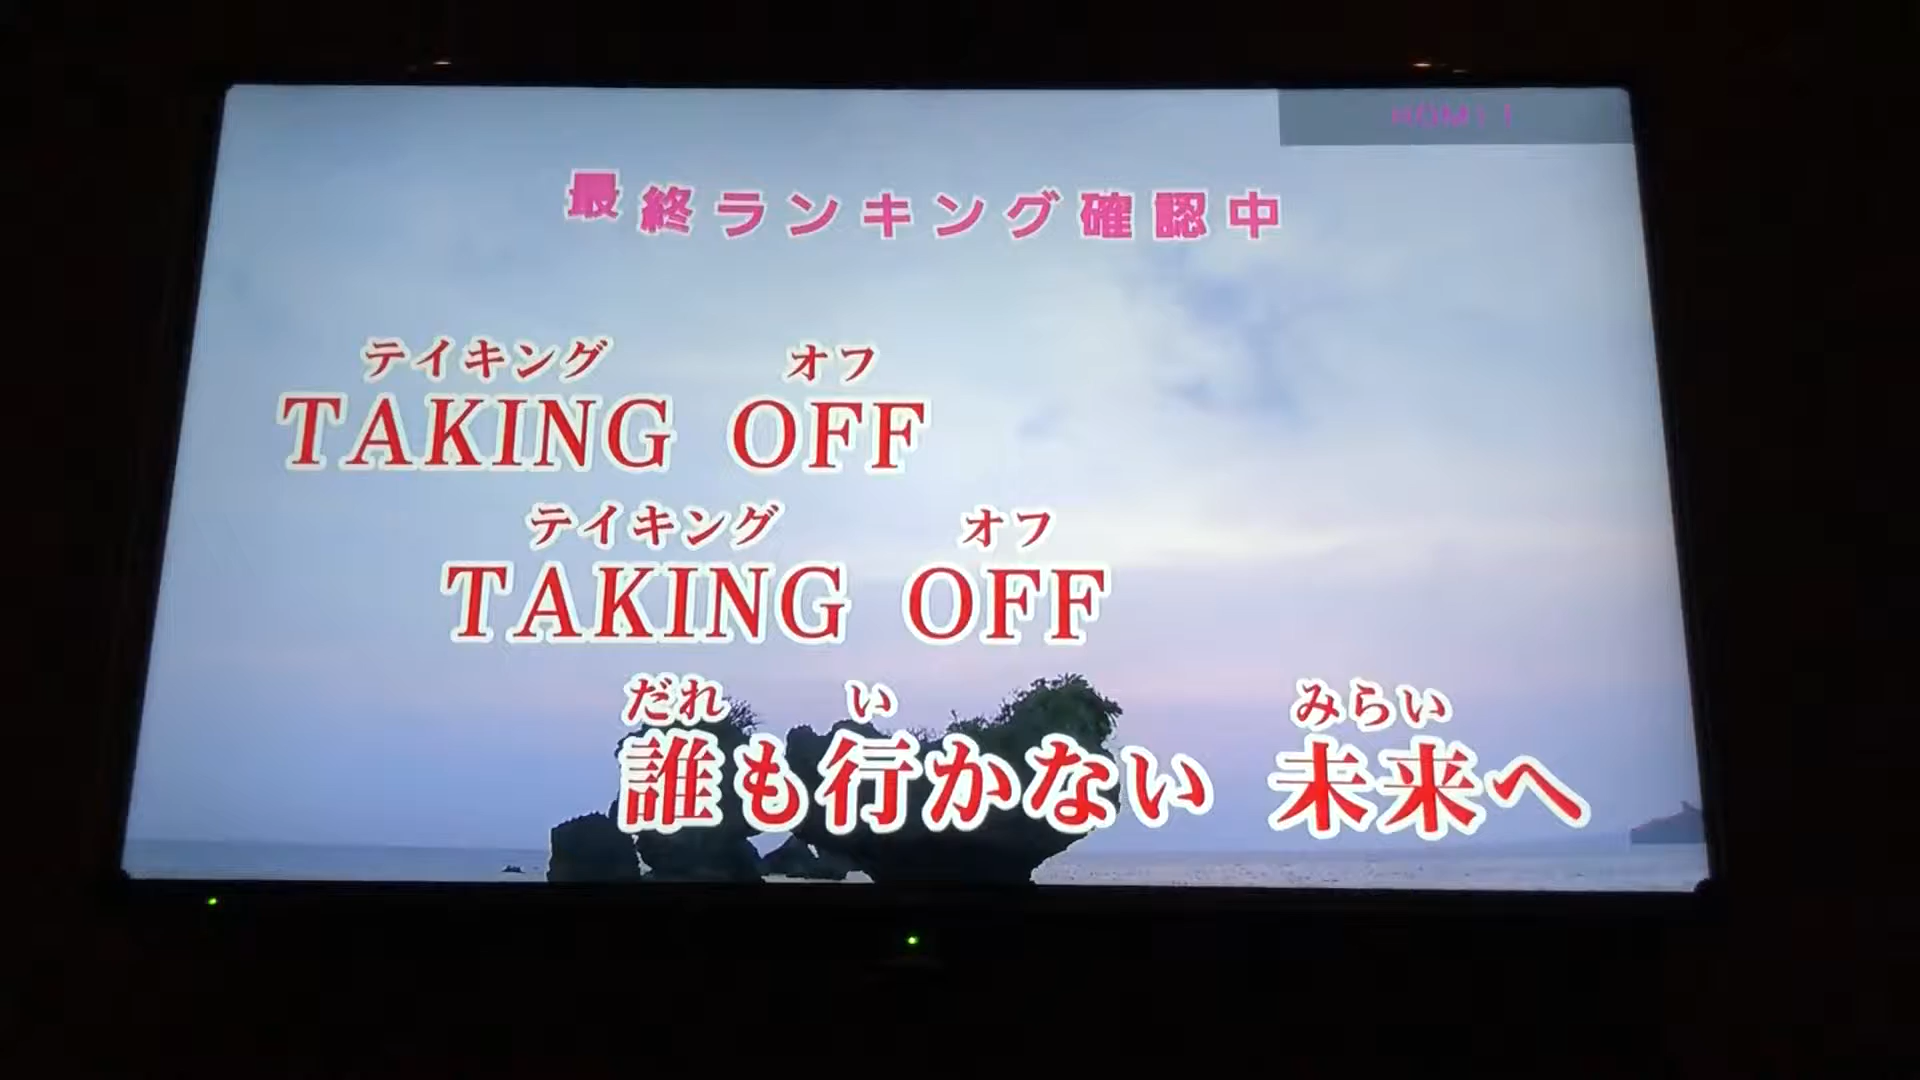 最終ランキング確認中
テイキング オフ
TAKING OFF
テイキング オフ
TAKING OFF
だれ い みらい
誰も行かない 未来へ